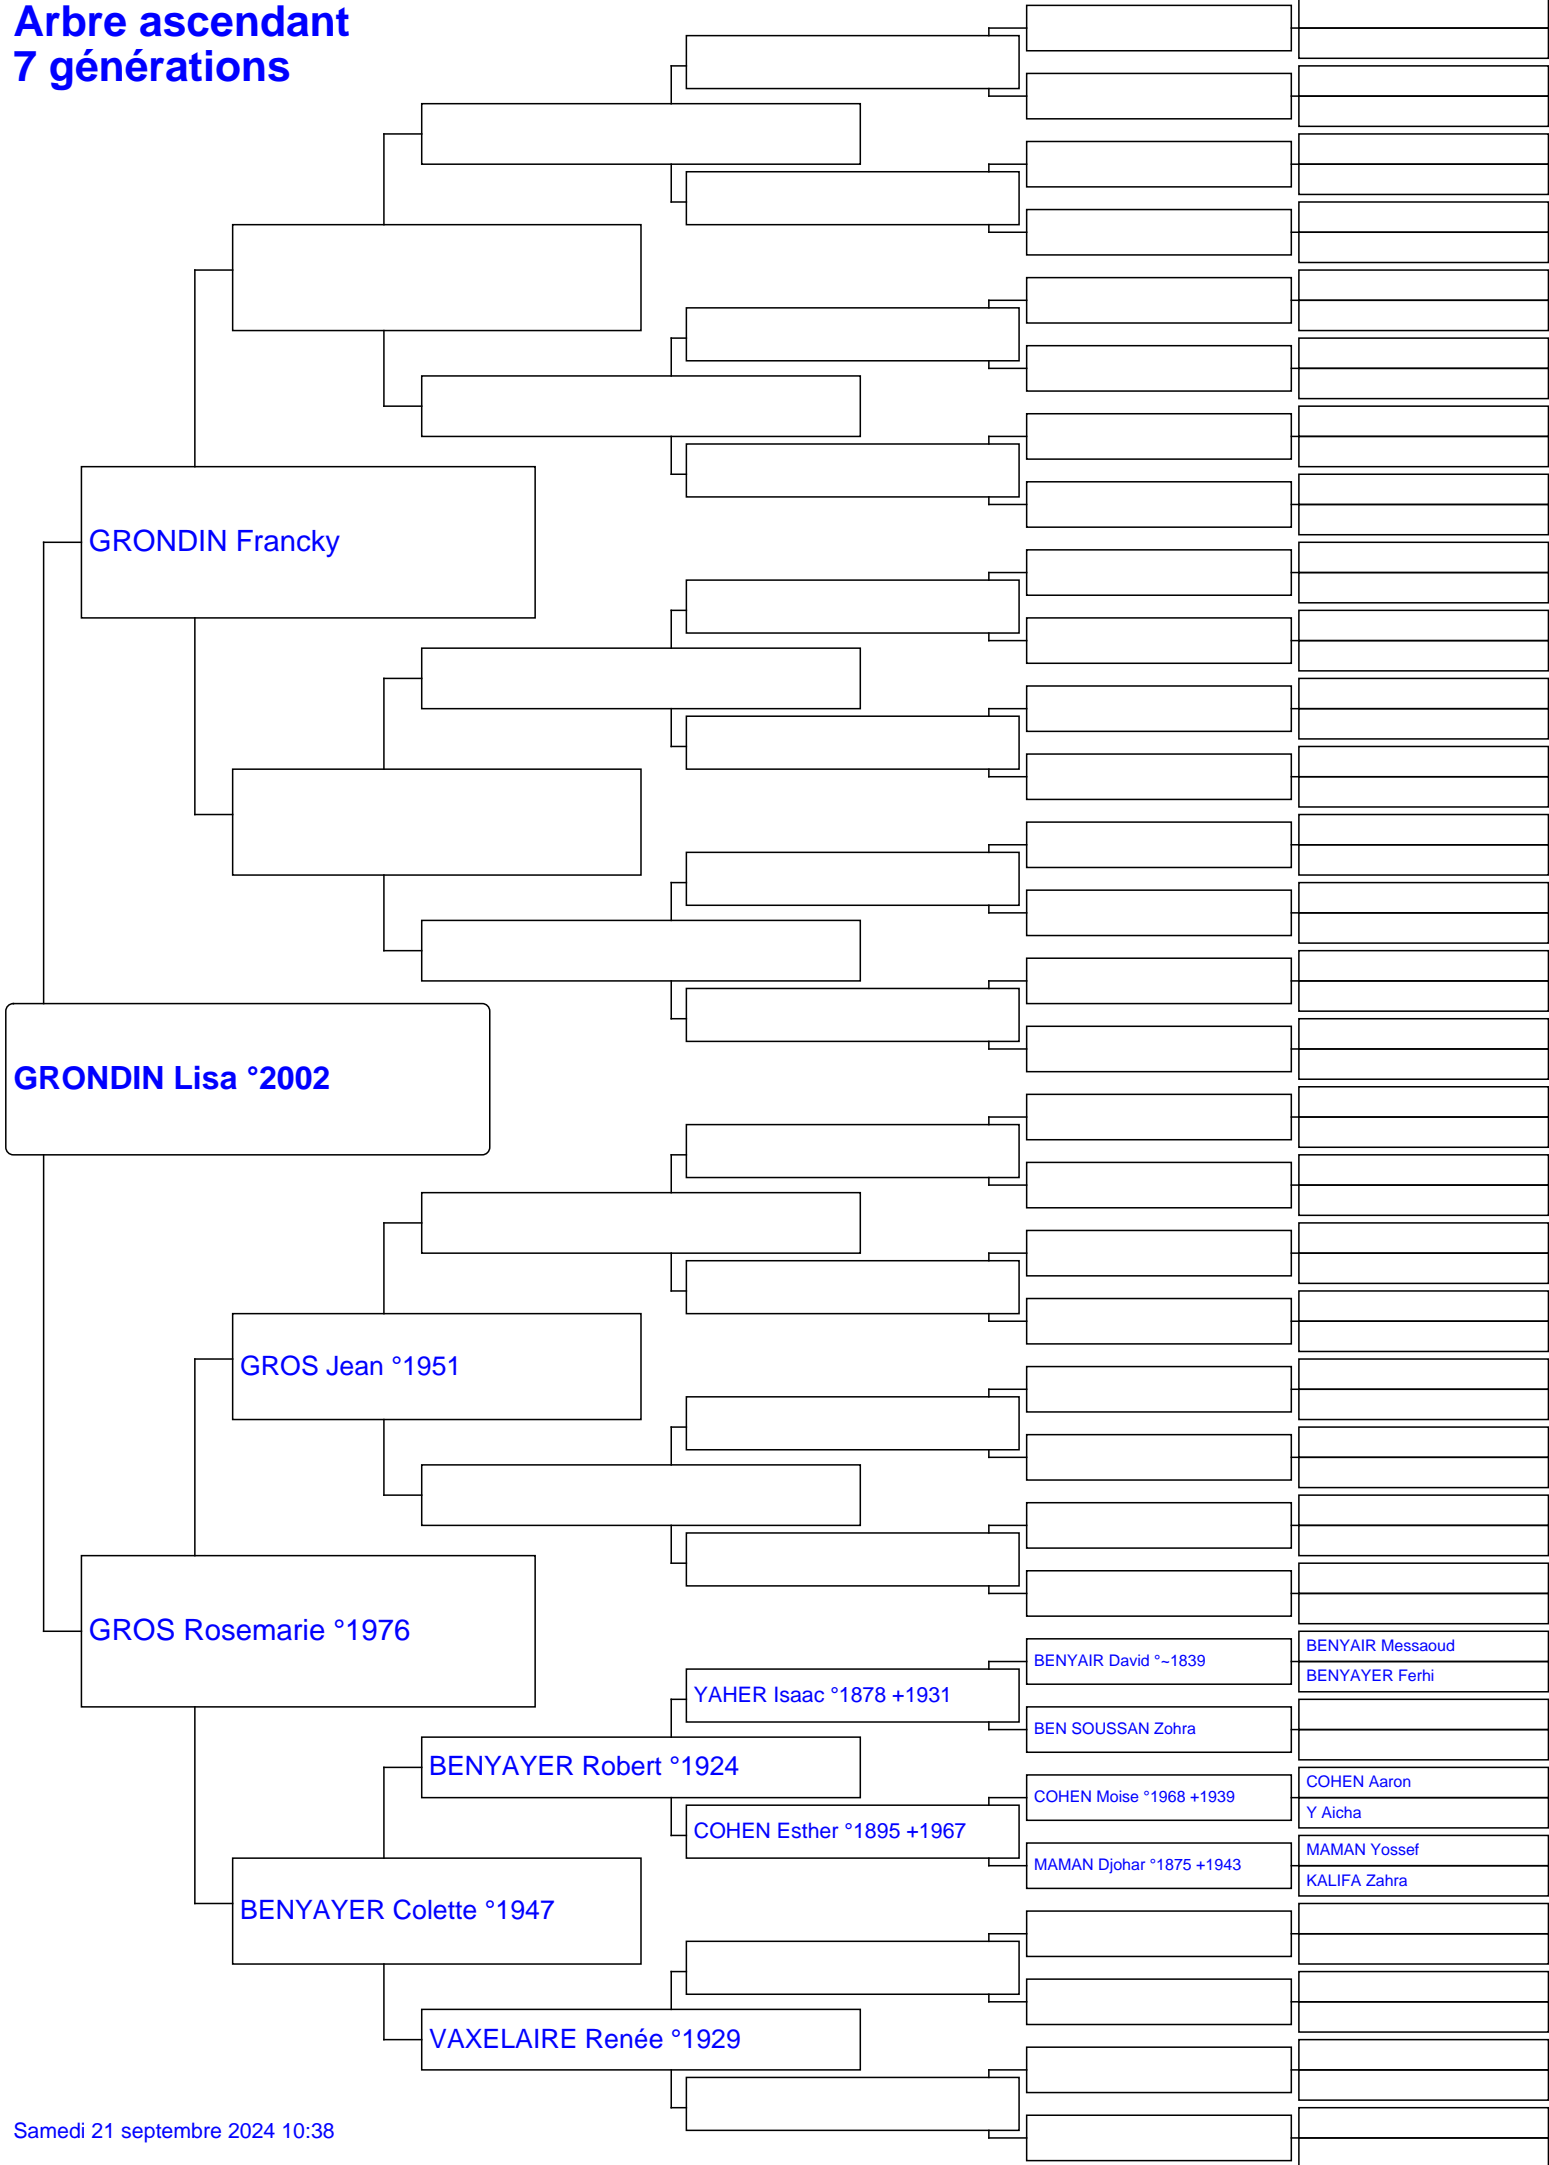 Arbre ascendant
7 générations
GRONDIN Francky
GRONDIN Lisa °2002
GROS Jean °1951
GROS Rosemarie °1976
BENYAIR Messaoud
BENYAIR David °~1839
BENYAYER Ferhi
YAHER Isaac °1878 +1931
BEN SOUSSAN Zohra
BENYAYER Robert °1924
COHEN Aaron
COHEN Moise °1968 +1939
Y Aicha
COHEN Esther °1895 +1967
MAMAN Yossef
MAMAN Djohar °1875 +1943
KALIFA Zahra
BENYAYER Colette °1947
VAXELAIRE Renée °1929
Samedi 21 septembre 2024 10:38